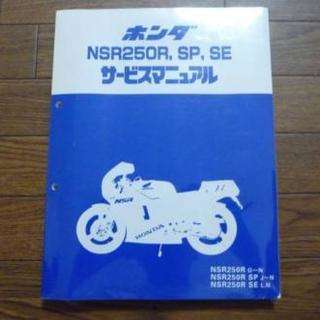 ホンダ
NSR250R, SP, SE
サービスマニュアル
NSR
HONDA
NSR250R G~N
NSR250R SP J~N
NSR250R SE L,N